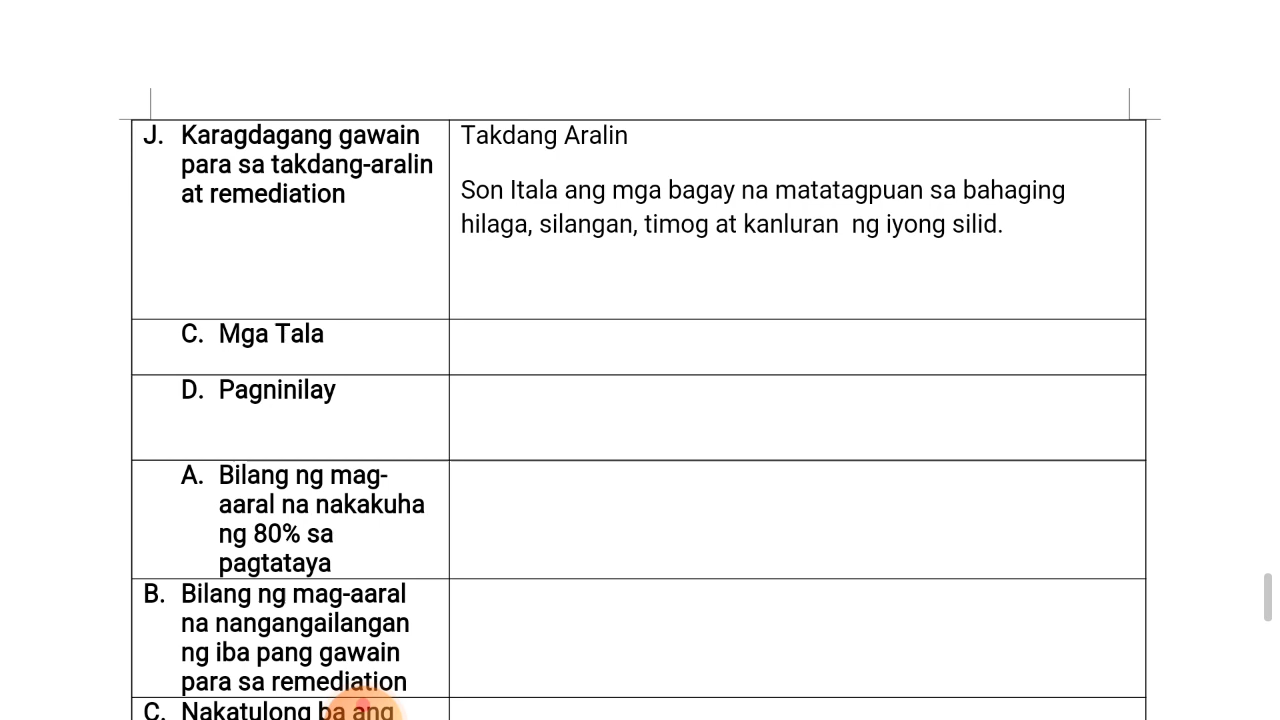 J. Karagdagang gawain
para sa takdang-aralin
at remediation
Takdang Aralin
Son Itala ang mga bagay na matatagpuan sa bahaging
hilaga, silangan, timog at kanluran ng iyong silid.
C. Mga Tala
D. Pagninilay
A. Bilang ng mag-
aaral na nakakuha
ng 80% sa
pagtataya
B. Bilang ng mag-aaral
na nangangailangan
ng iba pang gawain
para sa remediation
C. Nakatulong ba ang